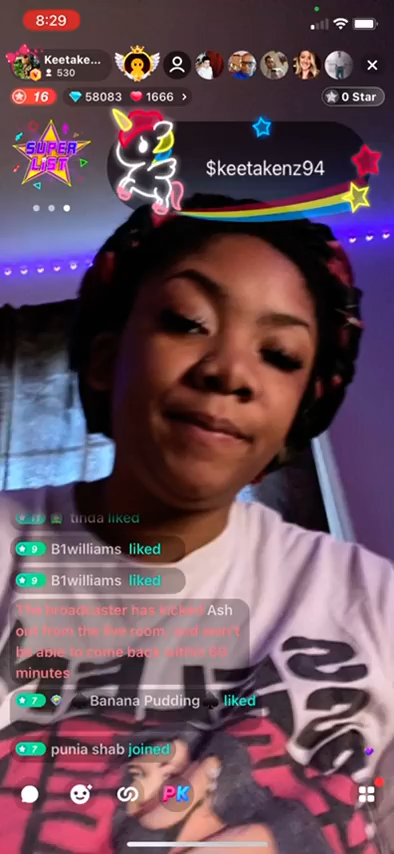 8:29
Keetake...
530
16
58083 1666 >
0 Star
SUPER
LIST
$keetakenz94
tinda liked
9 B1williams liked
9 B1williams liked
The broadcaster has kicked Ash
out from the live room, and won't
be able to come back within 60
minutes
7 Banana Pudding liked
7 punia shab joined
PK